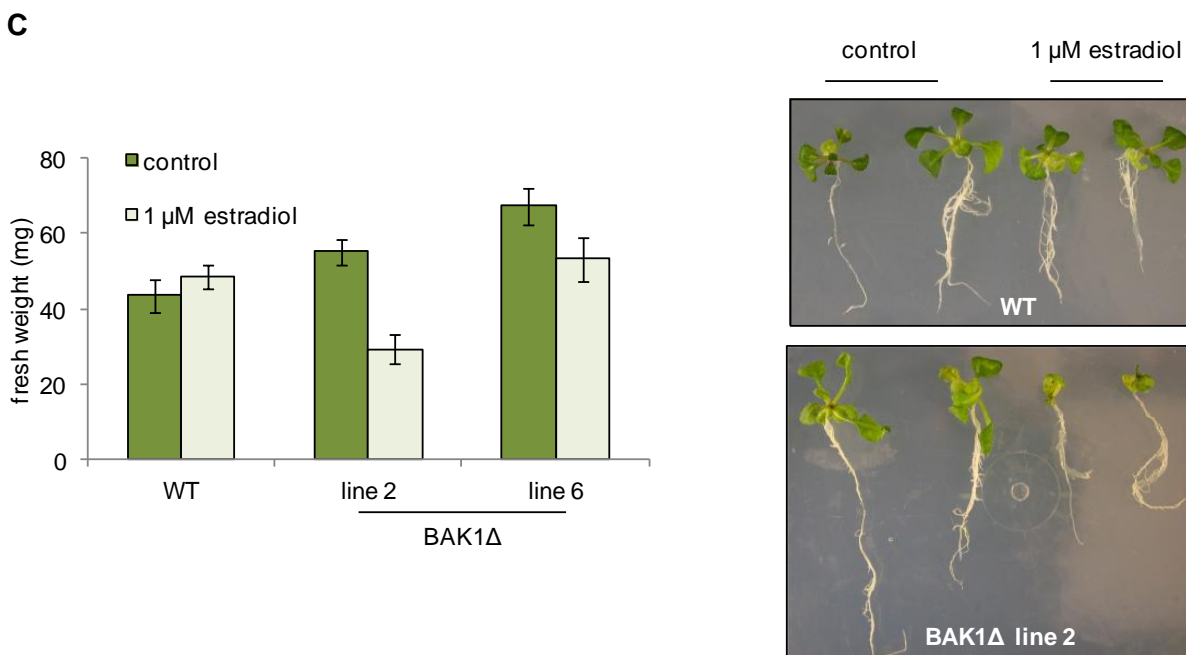 C
control
1 µM estradiol
fresh weight (mg)
80
60
40
20
0
WT
line 2
line 6
BAK1Δ
control
1 µM estradiol
WT
BAK1Δ line 2